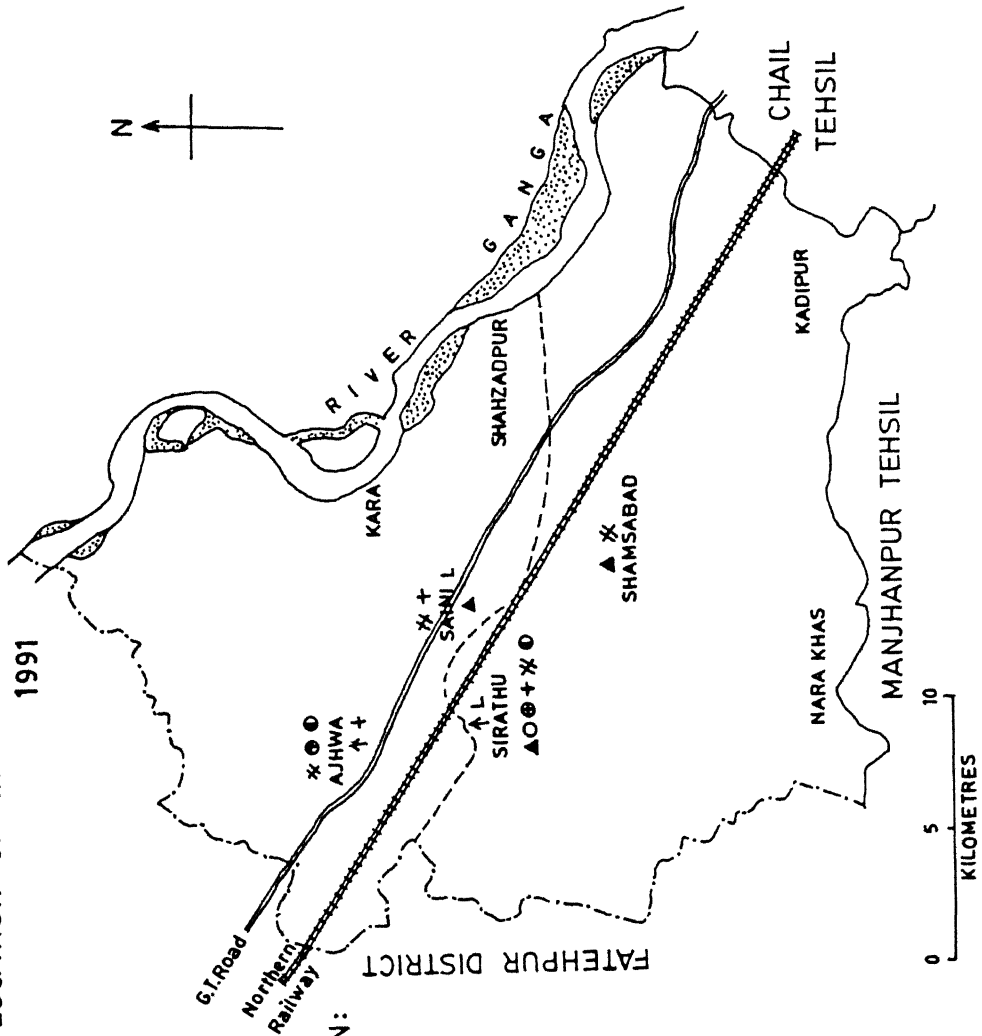 1991
N
RIVER GANGA
KARA
SHAHZADPUR
G.T.Road
Northern
Railway
AJHWA
SAINI L
L
SIRATHU
SHAMSABAD
CHAIL
TEHSIL
KADIPUR
NARA KHAS
MANJHANPUR TEHSIL
FATEHPUR DISTRICT
N:
0 5 10
KILOMETRES